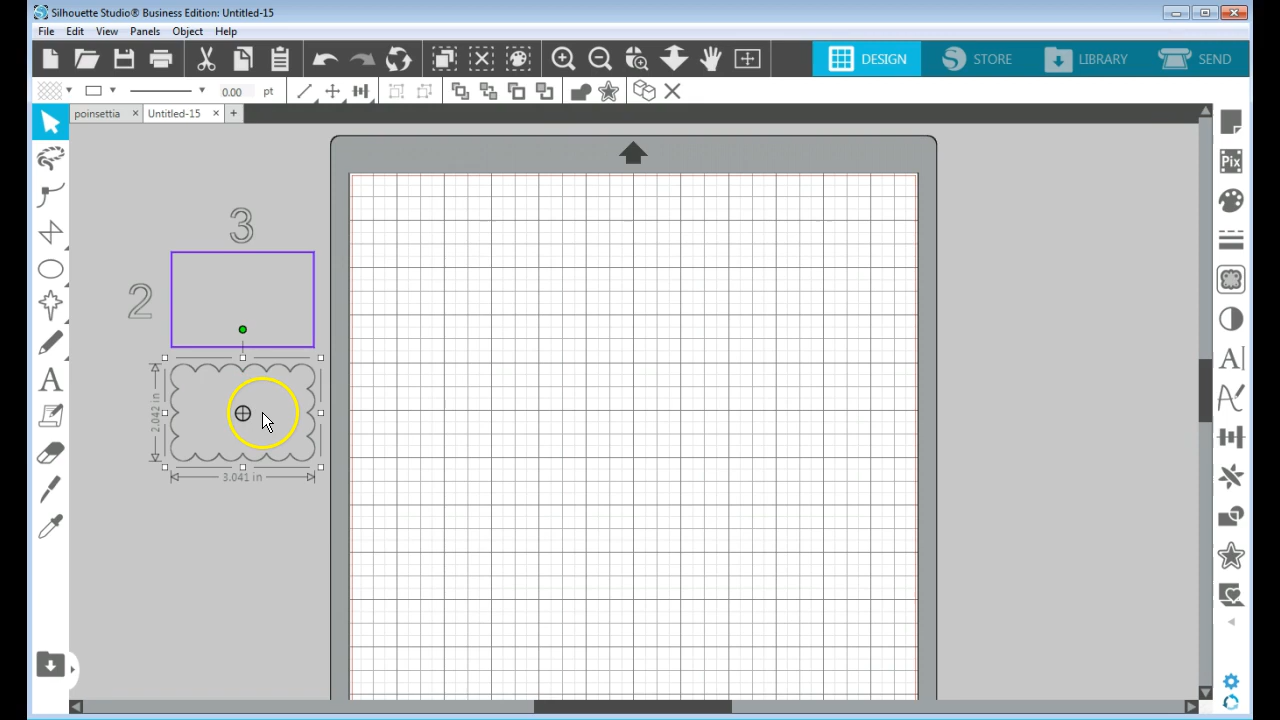 Silhouette Studio® Business Edition: Untitled-15
File Edit View Panels Object Help
DESIGN STORE LIBRARY SEND
0.00 pt
poinsettia × Untitled-15 × +
Pix
3
2
A
A
2.042 in
3.041 in